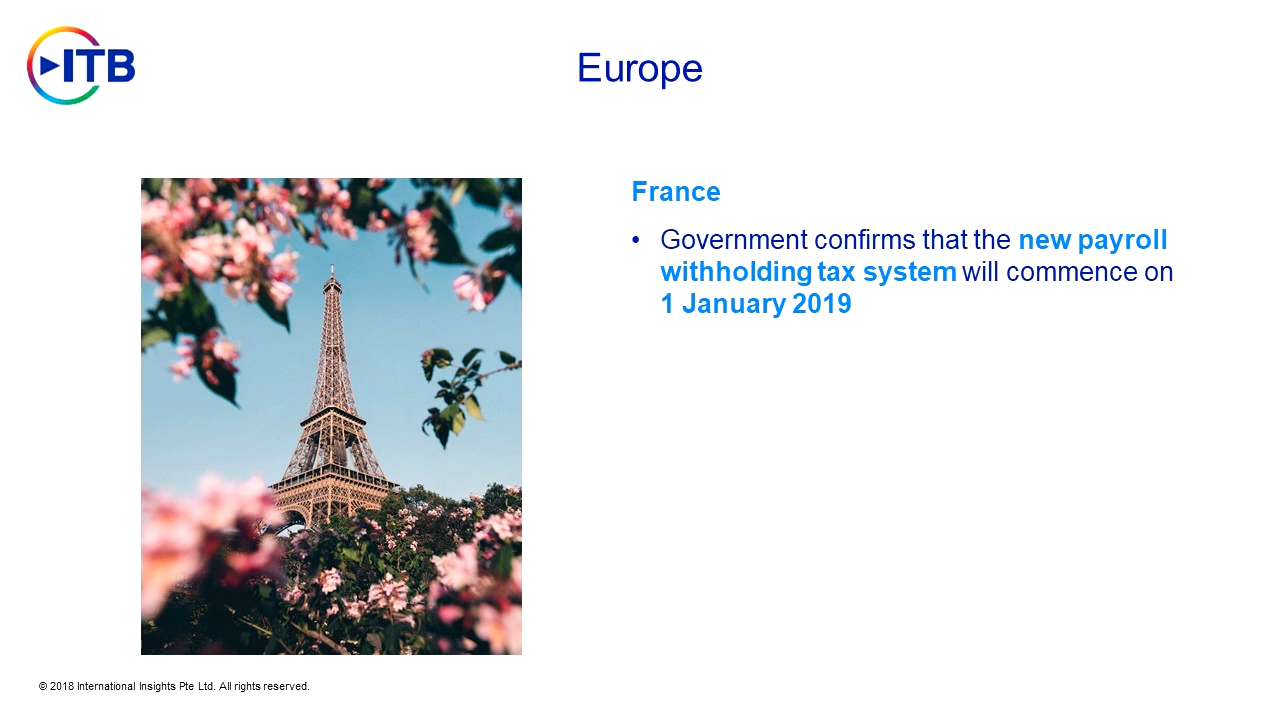 ITB
Europe
France
• Government confirms that the new payroll
withholding tax system will commence on
1 January 2019
© 2018 International Insights Pte Ltd. All rights reserved.